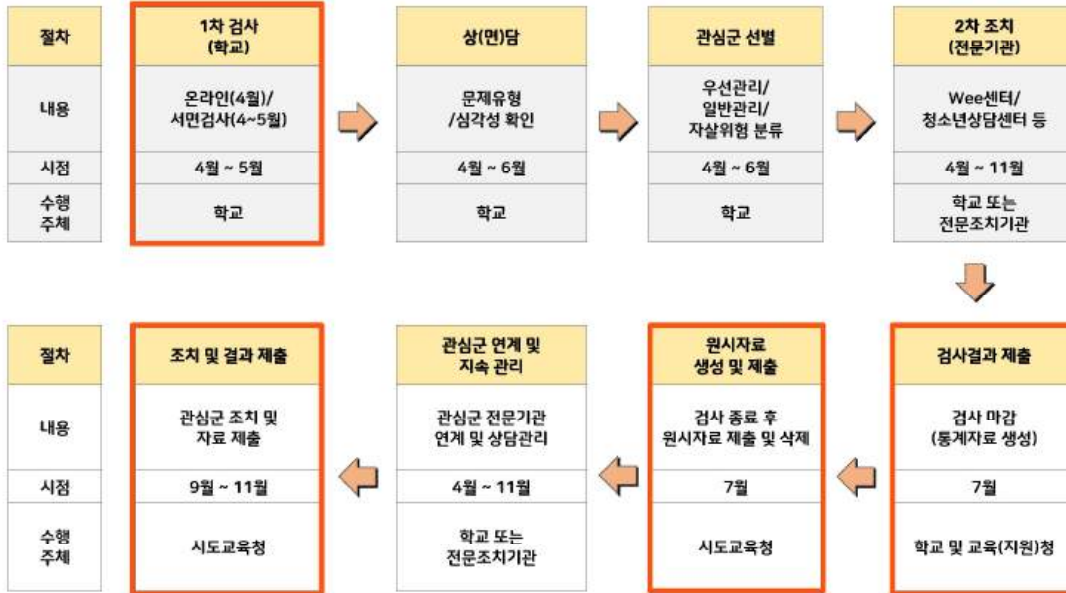 절차
1차 검사
(학교)
상(면)담
관심군 선별
2차 조치
(전문기관)
내용
온라인(4월)/
서면검사(4~5월)
문제유형
/심각성 확인
우선관리/
일반관리/
자살위험 분류
Wee센터/
청소년상담센터 등
시점
4월 ~ 5월
4월 ~ 6월
4월 ~ 6월
4월 ~ 11월
수행
주체
학교
학교
학교
학교 또는
전문조치기관
절차
조치 및 결과 제출
관심군 연계 및
지속 관리
원시자료
생성 및 제출
검사결과 제출
내용
관심군 조치 및
자료 제출
관심군 전문기관
연계 및 상담관리
검사 종료 후
원시자료 제출 및 삭제
검사 마감
(통계자료 생성)
시점
9월 ~ 11월
4월 ~ 11월
7월
7월
수행
주체
시도교육청
학교 또는
전문조치기관
시도교육청
학교 및 교육(지원)청